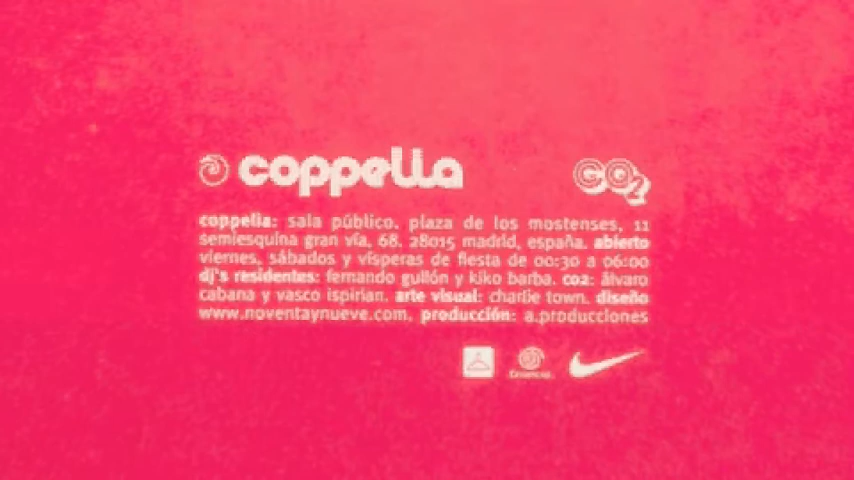 coppelia CO2
coppelia: sala público. plaza de los mostenses, 11
semiesquina gran vía, 68. 28015 madrid, españa. abierto
viernes, sábados y vísperas de fiesta de 00:30 a 06:00
dj's residentes: fernando gullón y kiko barba. co2: álvaro
cabana y vasco ispirian. arte visual: charlie town. diseño
www.noventaynueve.com. producción: a.producciones